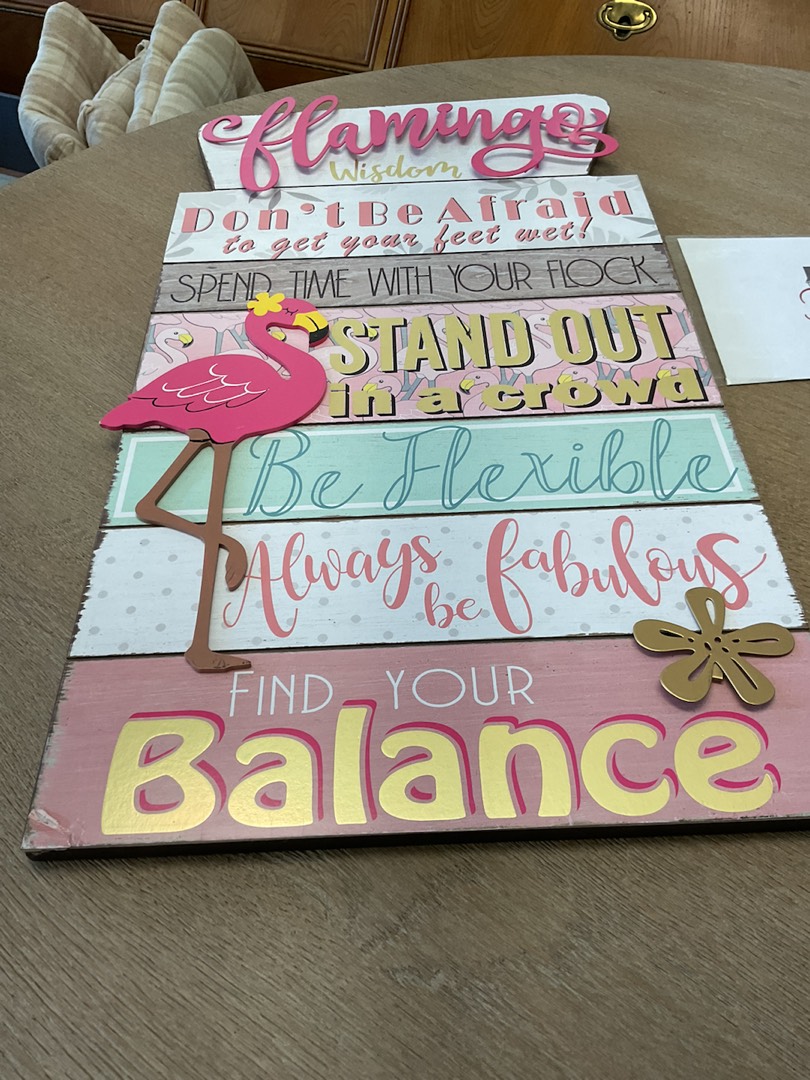 flamingo
Wisdom
Don't Be Afraid
to get your feet wet!
SPEND TIME WITH YOUR FLOCK
STAND OUT
in a crowd
Be Flexible
Always be fabulous
FIND YOUR
Balance